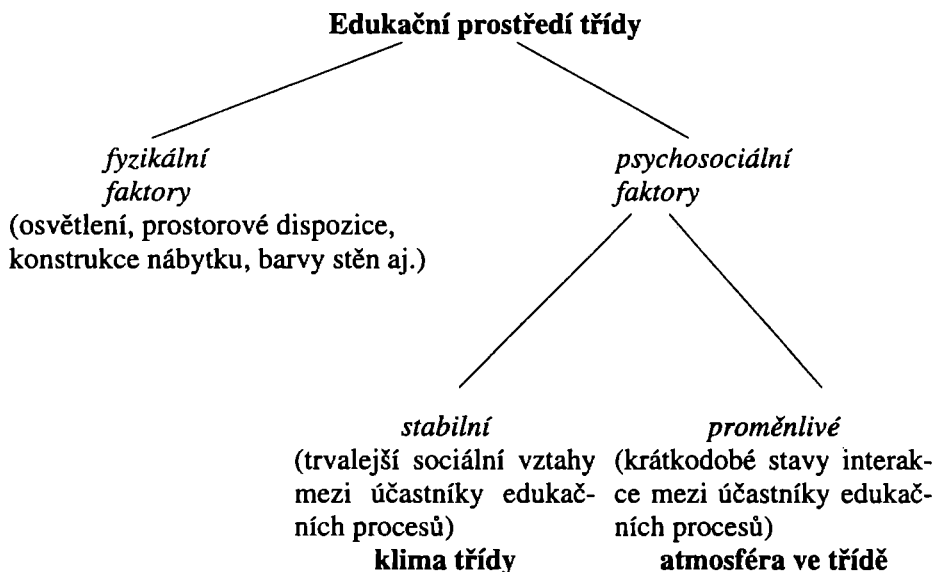 Edukační prostředí třídy
fyzikální
faktory
(osvětlení, prostorové dispozice,
konstrukce nábytku, barvy stěn aj.)
psychosociální
faktory
stabilní
(trvalejší sociální vztahy
mezi účastníky edukač-
ních procesů)
klima třídy
proměnlivé
(krátkodobé stavy interak-
ce mezi účastníky edukač-
ních procesů)
atmosféra ve třídě